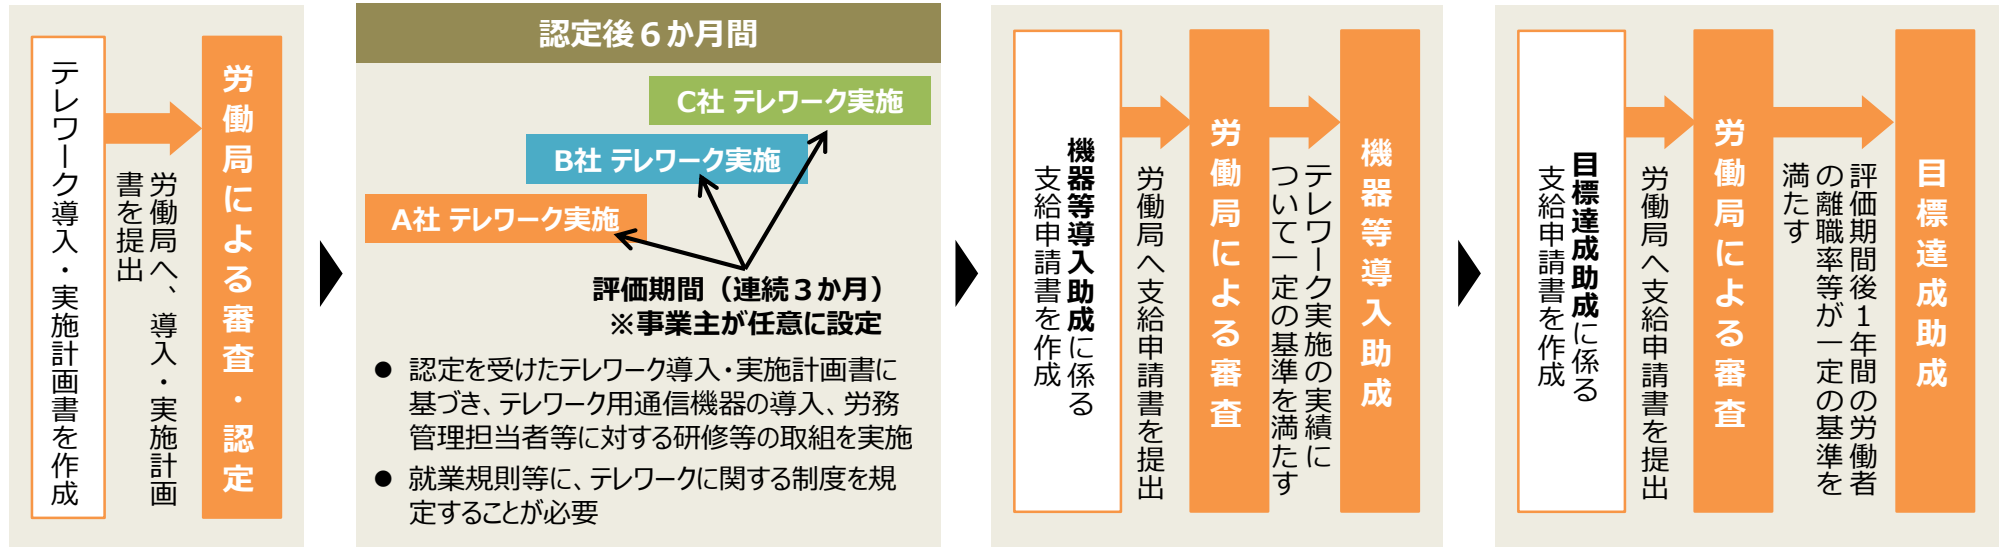 テレワーク導入・実施計画書を作成
労働局へ、導入・実施計画
書を提出
労働局による審査・認定
認定後６か月間
C社 テレワーク実施
B社 テレワーク実施
A社 テレワーク実施
評価期間（連続３か月）
※事業主が任意に設定
● 認定を受けたテレワーク導入・実施計画書に
基づき、テレワーク用通信機器の導入、労務
管理担当者等に対する研修等の取組を実施
● 就業規則等に、テレワークに関する制度を規
定することが必要
機器等導入助成に係る
支給申請書を作成
労働局へ支給申請書を提出
労働局による審査
テレワーク実施の実績に
ついて一定の基準を満たす
機器等導入助成
目標達成助成に係る
支給申請書を作成
労働局へ支給申請書を提出
労働局による審査
評価期間後１年間の労働者
の離職率等が一定の基準を
満たす
目標達成助成